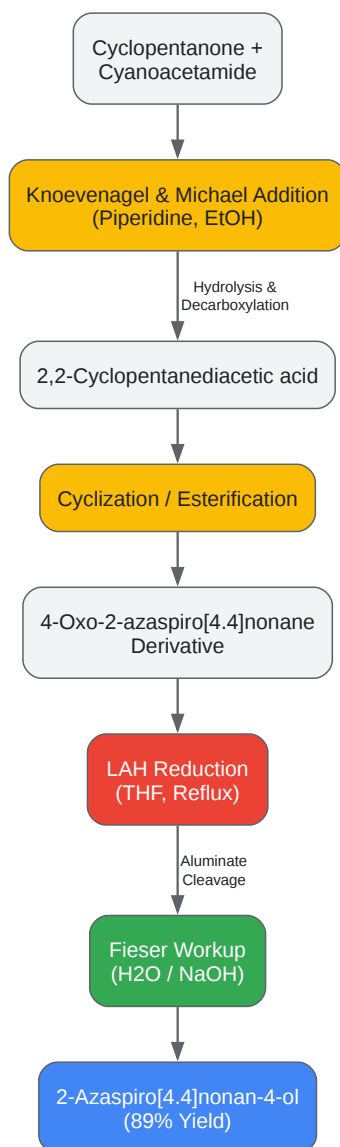 Cyclopentanone +
Cyanoacetamide
Knoevenagel & Michael Addition
(Piperidine, EtOH)
Hydrolysis &
Decarboxylation
2,2-Cyclopentanediacetic acid
Cyclization / Esterification
4-Oxo-2-azaspiro[4.4]nonane
Derivative
LAH Reduction
(THF, Reflux)
Aluminate
Cleavage
Fieser Workup
(H2O / NaOH)
2-Azaspiro[4.4]nonan-4-ol
(89% Yield)